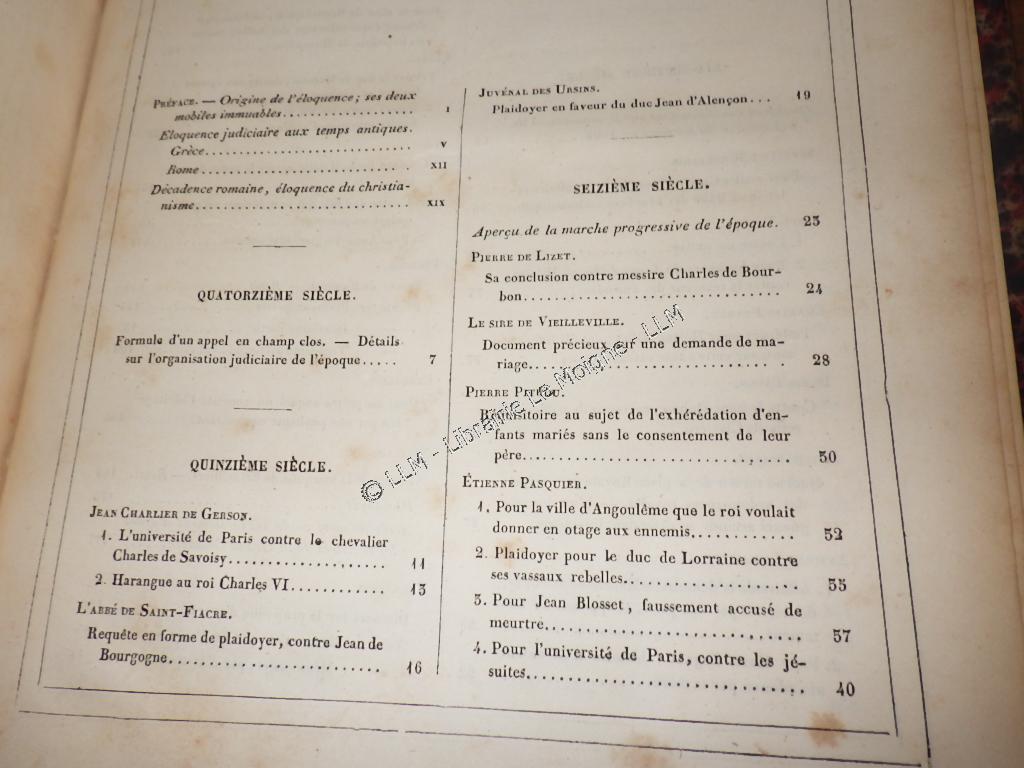 Préface. — Origine de l'éloquence; ses deux
mobiles immuables.................. I
Eloquence judiciaire aux temps antiques.
Grèce............................... V
Rome............................... XII
Décadence romaine, éloquence du christia-
nisme............................... XIX
QUATORZIÈME SIÈCLE.
Formule d'un appel en champ clos. — Détails
sur l'organisation judiciaire de l'époque..... 7
QUINZIÈME SIÈCLE.
Jean Charlier de Gerson.
1. L'université de Paris contre le chevalier
Charles de Savoisy.................... 11
2. Harangue au roi Charles VI............ 13
L'abbé de Saint-Fiacre.
Requête en forme de plaidoyer, contre Jean de
Bourgogne........................... 16
Juvénal des Ursins.
Plaidoyer en faveur du duc Jean d'Alençon... 19
SEIZIÈME SIÈCLE.
Aperçu de la marche progressive de l'époque. 23
Pierre de Lizet.
Sa conclusion contre messire Charles de Bour-
bon................................ 24
Le sire de Vieilleville.
Document précieux sur une demande de ma-
riage............................... 28
Pierre Pithou.
Réquisitoire au sujet de l'exhérédation d'en-
fants mariés sans le consentement de leur
père................................ 30
Étienne Pasquier.
1. Pour la ville d'Angoulême que le roi voulait
donner en otage aux ennemis............ 32
2. Plaidoyer pour le duc de Lorraine contre
ses vassaux rebelles.................... 35
3. Pour Jean Blosset, faussement accusé de
meurtre.............................. 37
4. Pour l'université de Paris, contre les jé-
suites................................ 40
© LLM - Librairie Le Moigne - LLM